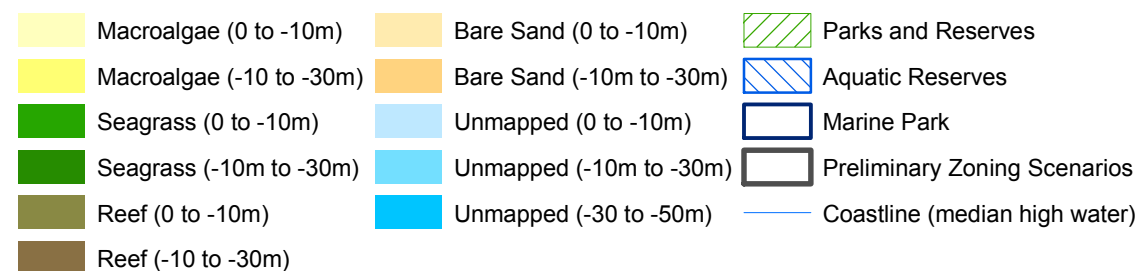 Macroalgae (0 to -10m)
Macroalgae (-10 to -30m)
Seagrass (0 to -10m)
Seagrass (-10m to -30m)
Reef (0 to -10m)
Reef (-10 to -30m)
Bare Sand (0 to -10m)
Bare Sand (-10m to -30m)
Unmapped (0 to -10m)
Unmapped (-10m to -30m)
Unmapped (-30 to -50m)
Parks and Reserves
Aquatic Reserves
Marine Park
Preliminary Zoning Scenarios
Coastline (median high water)